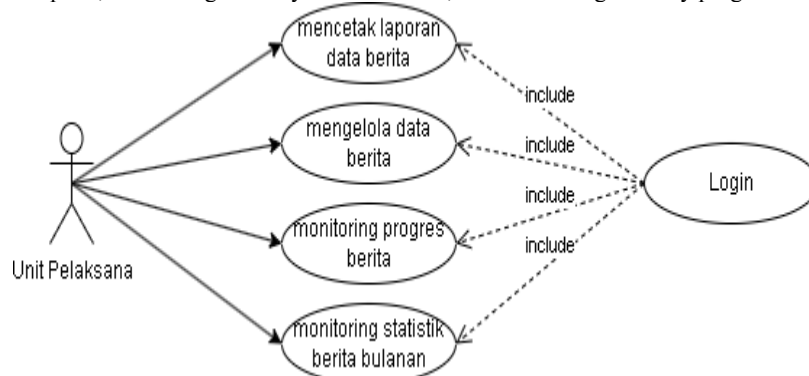 mencetak laporan
data berita
include
mengelola data
berita
include
Login
monitoring progres
berita
include
Unit Pelaksana
include
monitoring statistik
berita bulanan